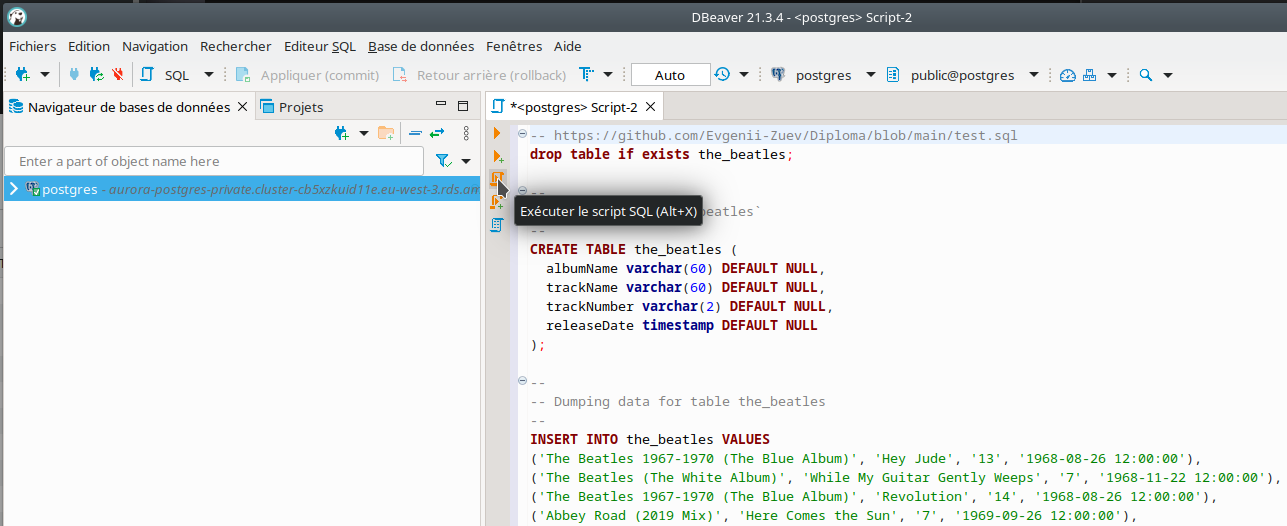 DBeaver 21.3.4 - <postgres> Script-2
Fichiers Edition Navigation Rechercher Editeur SQL Base de données Fenêtres Aide
SQL Appliquer (commit) Retour arrière (rollback) Auto postgres public@postgres
Navigateur de bases de données Projets
*<postgres> Script-2
Enter a part of object name here
postgres - aurora-postgres-private.cluster-cb5xzkuid11e.eu-west-3.rds.am
-- https://github.com/Evgenii-Zuev/Diploma/blob/main/test.sql
drop table if exists the_beatles;
--
Exécuter le script SQL (Alt+X)
beatles`
--
CREATE TABLE the_beatles (
albumName varchar(60) DEFAULT NULL,
trackName varchar(60) DEFAULT NULL,
trackNumber varchar(2) DEFAULT NULL,
releaseDate timestamp DEFAULT NULL
);
--
-- Dumping data for table the_beatles
--
INSERT INTO the_beatles VALUES
('The Beatles 1967-1970 (The Blue Album)', 'Hey Jude', '13', '1968-08-26 12:00:00'),
('The Beatles (The White Album)', 'While My Guitar Gently Weeps', '7', '1968-11-22 12:00:00'),
('The Beatles 1967-1970 (The Blue Album)', 'Revolution', '14', '1968-08-26 12:00:00'),
('Abbey Road (2019 Mix)', 'Here Comes the Sun', '7', '1969-09-26 12:00:00'),